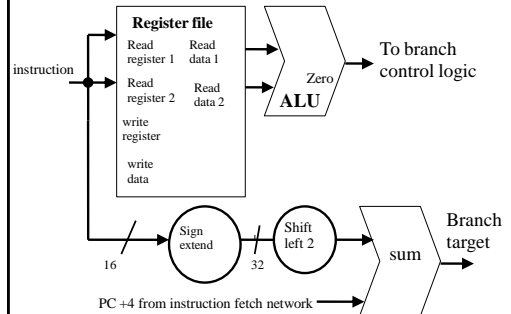 Register file
Read
register 1
Read
data 1
instruction
Read
register 2
Read
data 2
write
register
write
data
Zero
ALU
To branch
control logic
16
Sign
extend
32
Shift
left 2
sum
Branch
target
PC +4 from instruction fetch network